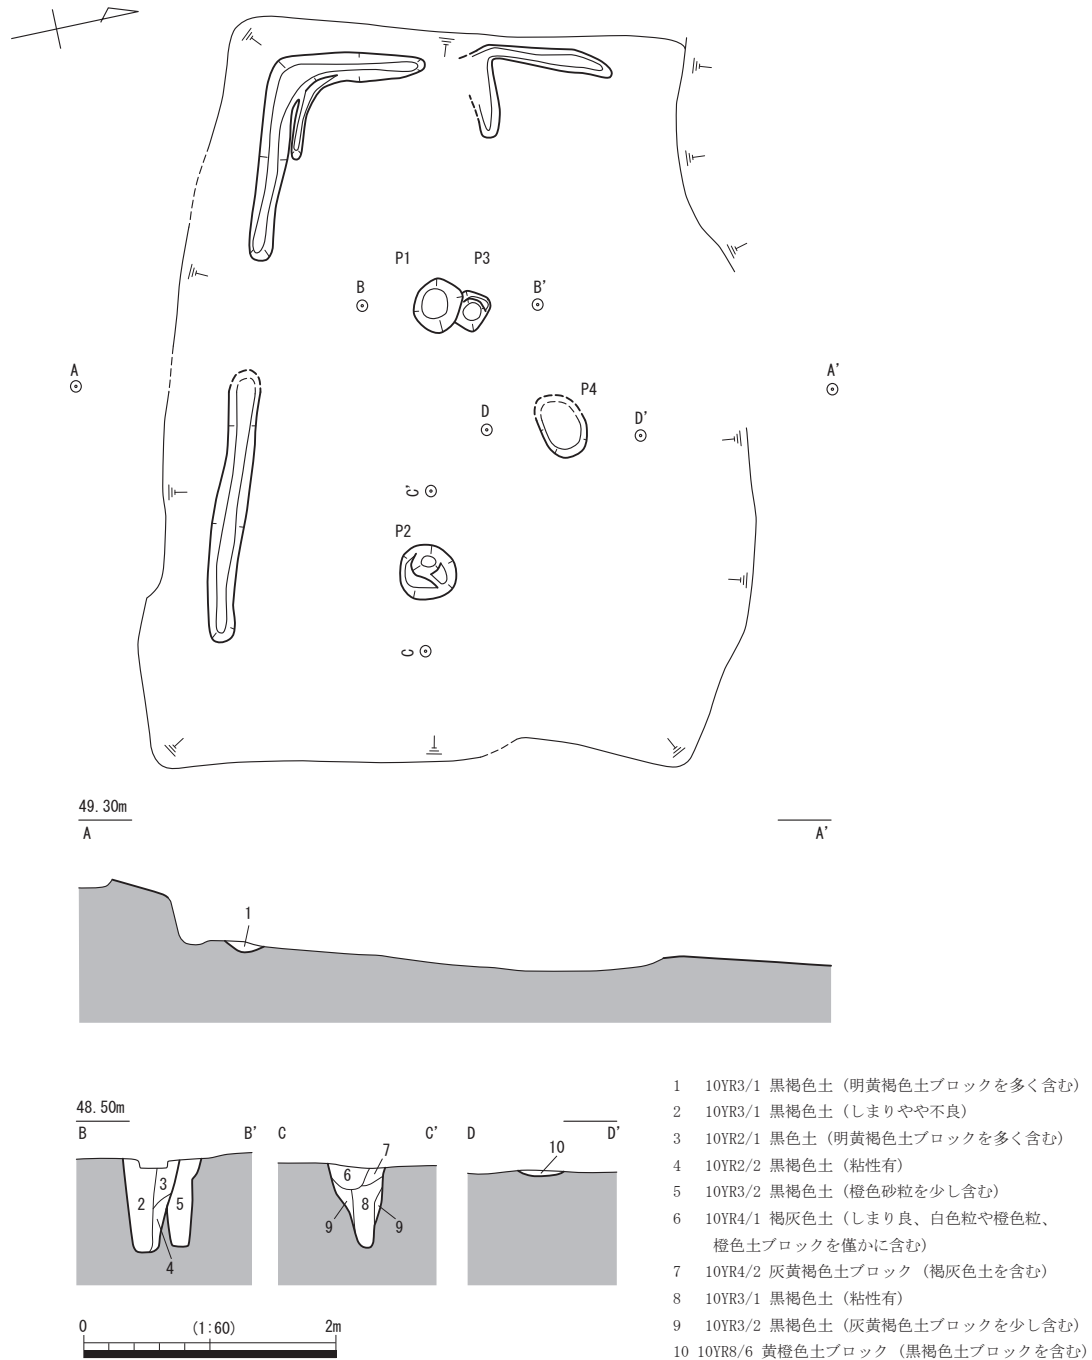 P1 P3
B B'
A A'
P4
D D'
C'
P2
C
49.30m
A A'
1
48.50m
B B' C C' D D'
7 10
6
3
2 5 8
9 9
4
0 (1:60) 2m
1 10YR3/1 黒褐色土（明黄褐色土ブロックを多く含む）
2 10YR3/1 黒褐色土（しまりやや不良）
3 10YR2/1 黒色土（明黄褐色土ブロックを多く含む）
4 10YR2/2 黒褐色土（粘性有）
5 10YR3/2 黒褐色土（橙色砂粒を少し含む）
6 10YR4/1 褐灰色土（しまり良、白色粒や橙色粒、
橙色土ブロックを僅かに含む）
7 10YR4/2 灰黄褐色土ブロック（褐灰色土を含む）
8 10YR3/1 黒褐色土（粘性有）
9 10YR3/2 黒褐色土（灰黄褐色土ブロックを少し含む）
10 10YR8/6 黄橙色土ブロック（黒褐色土ブロックを含む）